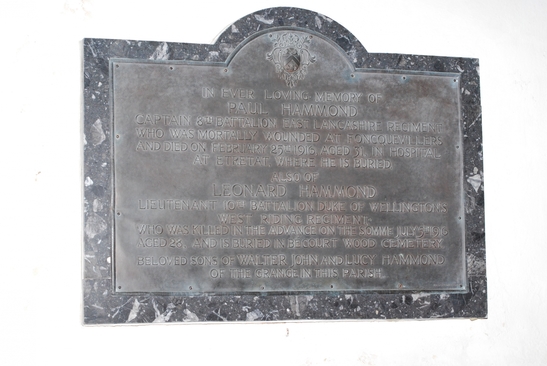 IN EVER LOVING MEMORY OF
PAUL HAMMOND
CAPTAIN 8TH BATTALION EAST LANCASHIRE REGIMENT
WHO WAS MORTALLY WOUNDED AT FONCQUEVILLERS
AND DIED ON FEBRUARY 25TH 1916, AGED 31, IN HOSPITAL
AT ETRETAT, WHERE HE IS BURIED.
ALSO OF
LEONARD HAMMOND
LIEUTENANT 10TH BATTALION DUKE OF WELLINGTON'S
WEST RIDING REGIMENT.
WHO WAS KILLED IN THE ADVANCE ON THE SOMME JULY 1916
AGED 26, AND IS BURIED IN BECOURT WOOD CEMETERY.
BELOVED SONS OF WALTER JOHN AND LUCY HAMMOND
OF THE GRANGE IN THIS PARISH.